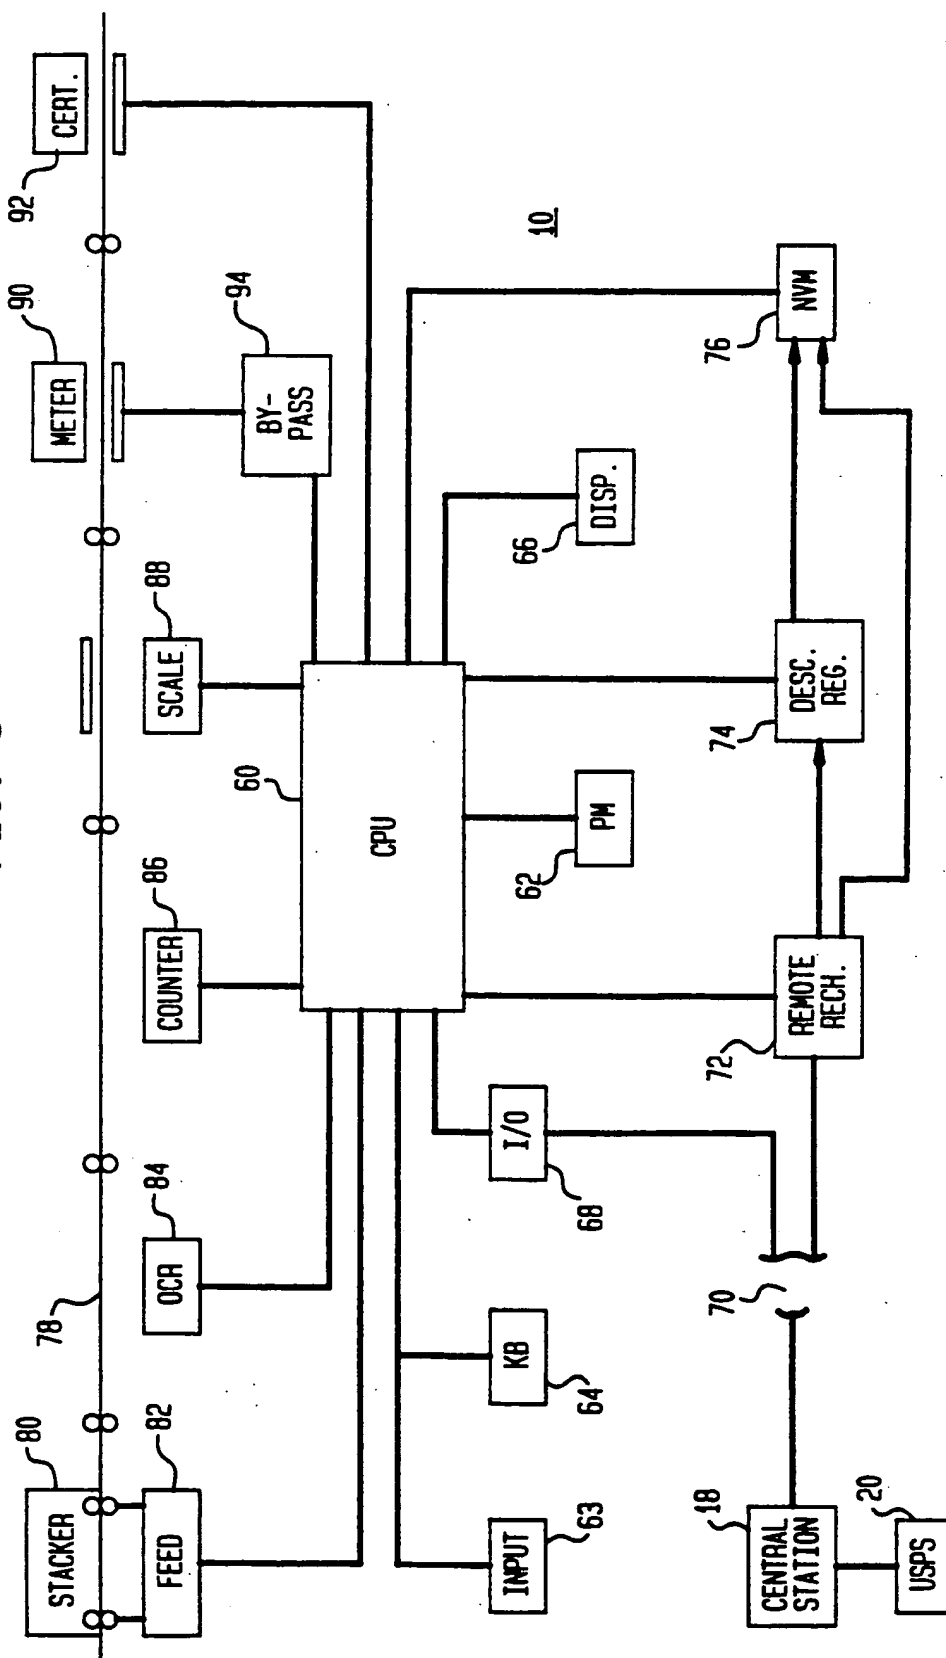 STACKER
80
FEED
82
78
OCR
84
COUNTER
86
SCALE
88
METER
90
CERT.
92
BY-
PASS
94
CPU
60
10
INPUT
63
KB
64
I/O
68
PM
62
DISP.
66
CENTRAL
STATION
18
USPS
20
70
REMOTE
RECH.
72
DESC.
REG.
74
NVM
76